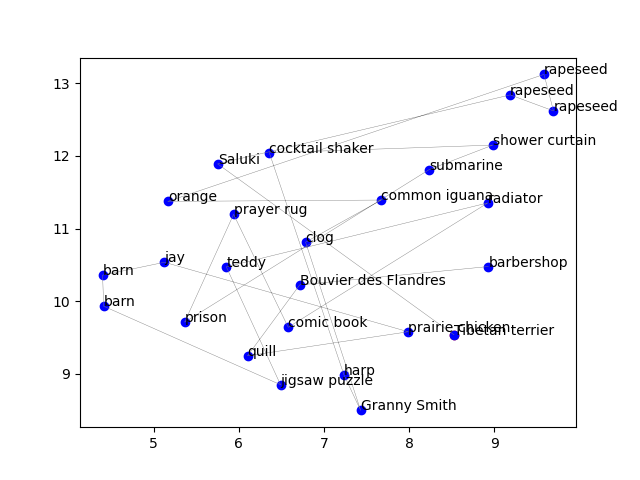 rapeseed
13
rapeseed
rapeseed
shower curtain
cocktail shaker
12
Saluki
submarine
orange
common iguana
radiator
prayer rug
11
clog
jay
teddy
barbershop
barn
Bouvier des Flandres
10
barn
prison
comic book
prairie chicken
Tibetan terrier
quill
9
harp
jigsaw puzzle
Granny Smith
5 6 7 8 9